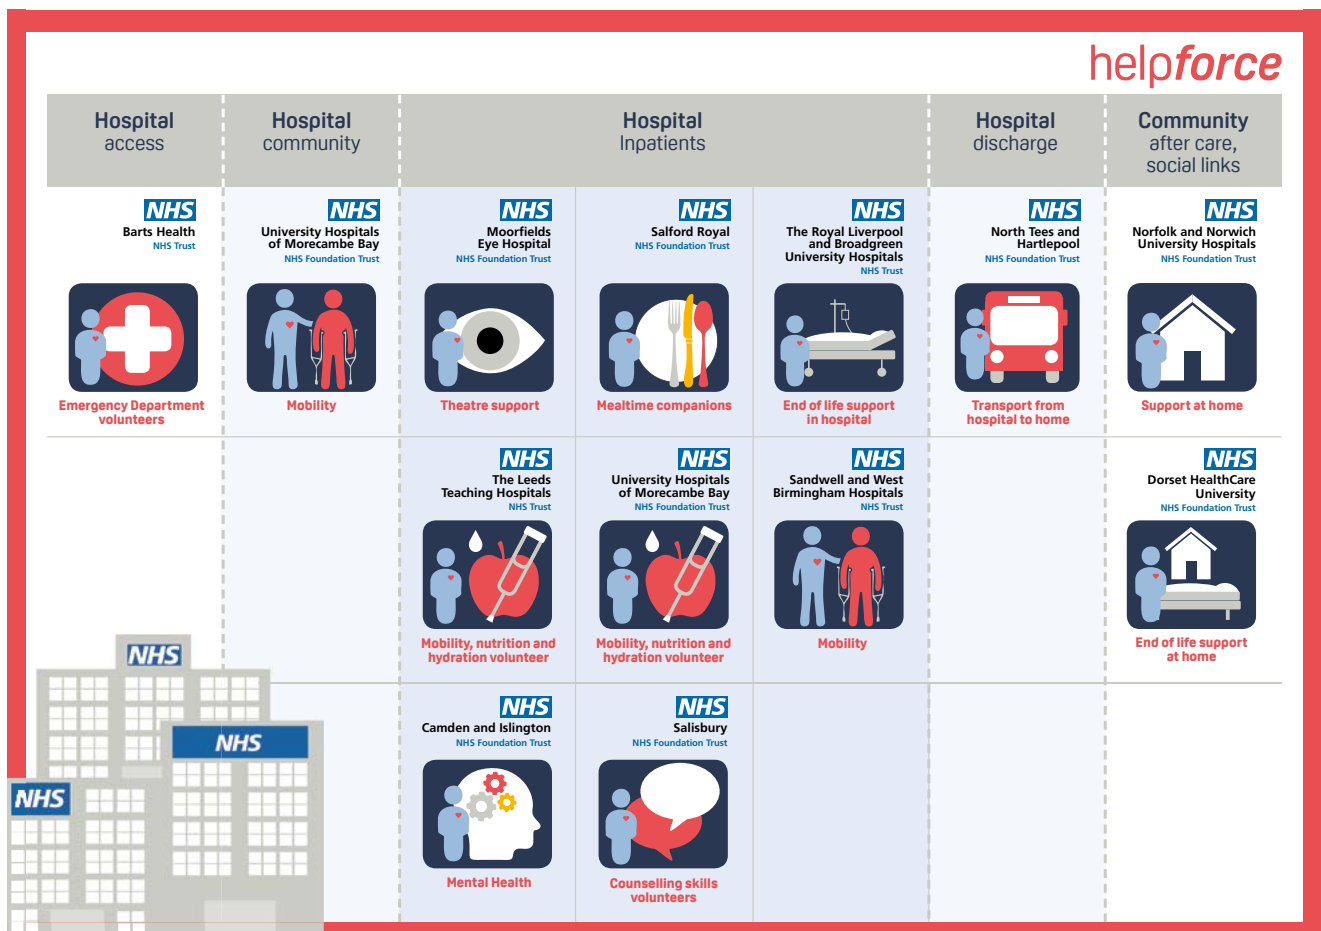 helpforce
Hospital
access
Hospital
community
Hospital
Inpatients
Hospital
discharge
Community
after care,
social links
NHS
Barts Health
NHS Trust
Emergency Department
volunteers
NHS
University Hospitals
of Morecambe Bay
NHS Foundation Trust
Mobility
NHS
Moorfields
Eye Hospital
NHS Foundation Trust
Theatre support
NHS
Salford Royal
NHS Foundation Trust
Mealtime companions
NHS
The Royal Liverpool
and Broadgreen
University Hospitals
NHS Trust
End of life support
in hospital
NHS
North Tees and
Hartlepool
NHS Foundation Trust
Transport from
hospital to home
NHS
Norfolk and Norwich
University Hospitals
NHS Foundation Trust
Support at home
NHS
The Leeds
Teaching Hospitals
NHS Trust
Mobility, nutrition and
hydration volunteer
NHS
University Hospitals
of Morecambe Bay
NHS Foundation Trust
Mobility, nutrition and
hydration volunteer
NHS
Sandwell and West
Birmingham Hospitals
NHS Trust
Mobility
NHS
Dorset HealthCare
University
NHS Foundation Trust
End of life support
at home
NHS
Camden and Islington
NHS Foundation Trust
Mental Health
NHS
Salisbury
NHS Foundation Trust
Counselling skills
volunteers
NHS
NHS
NHS